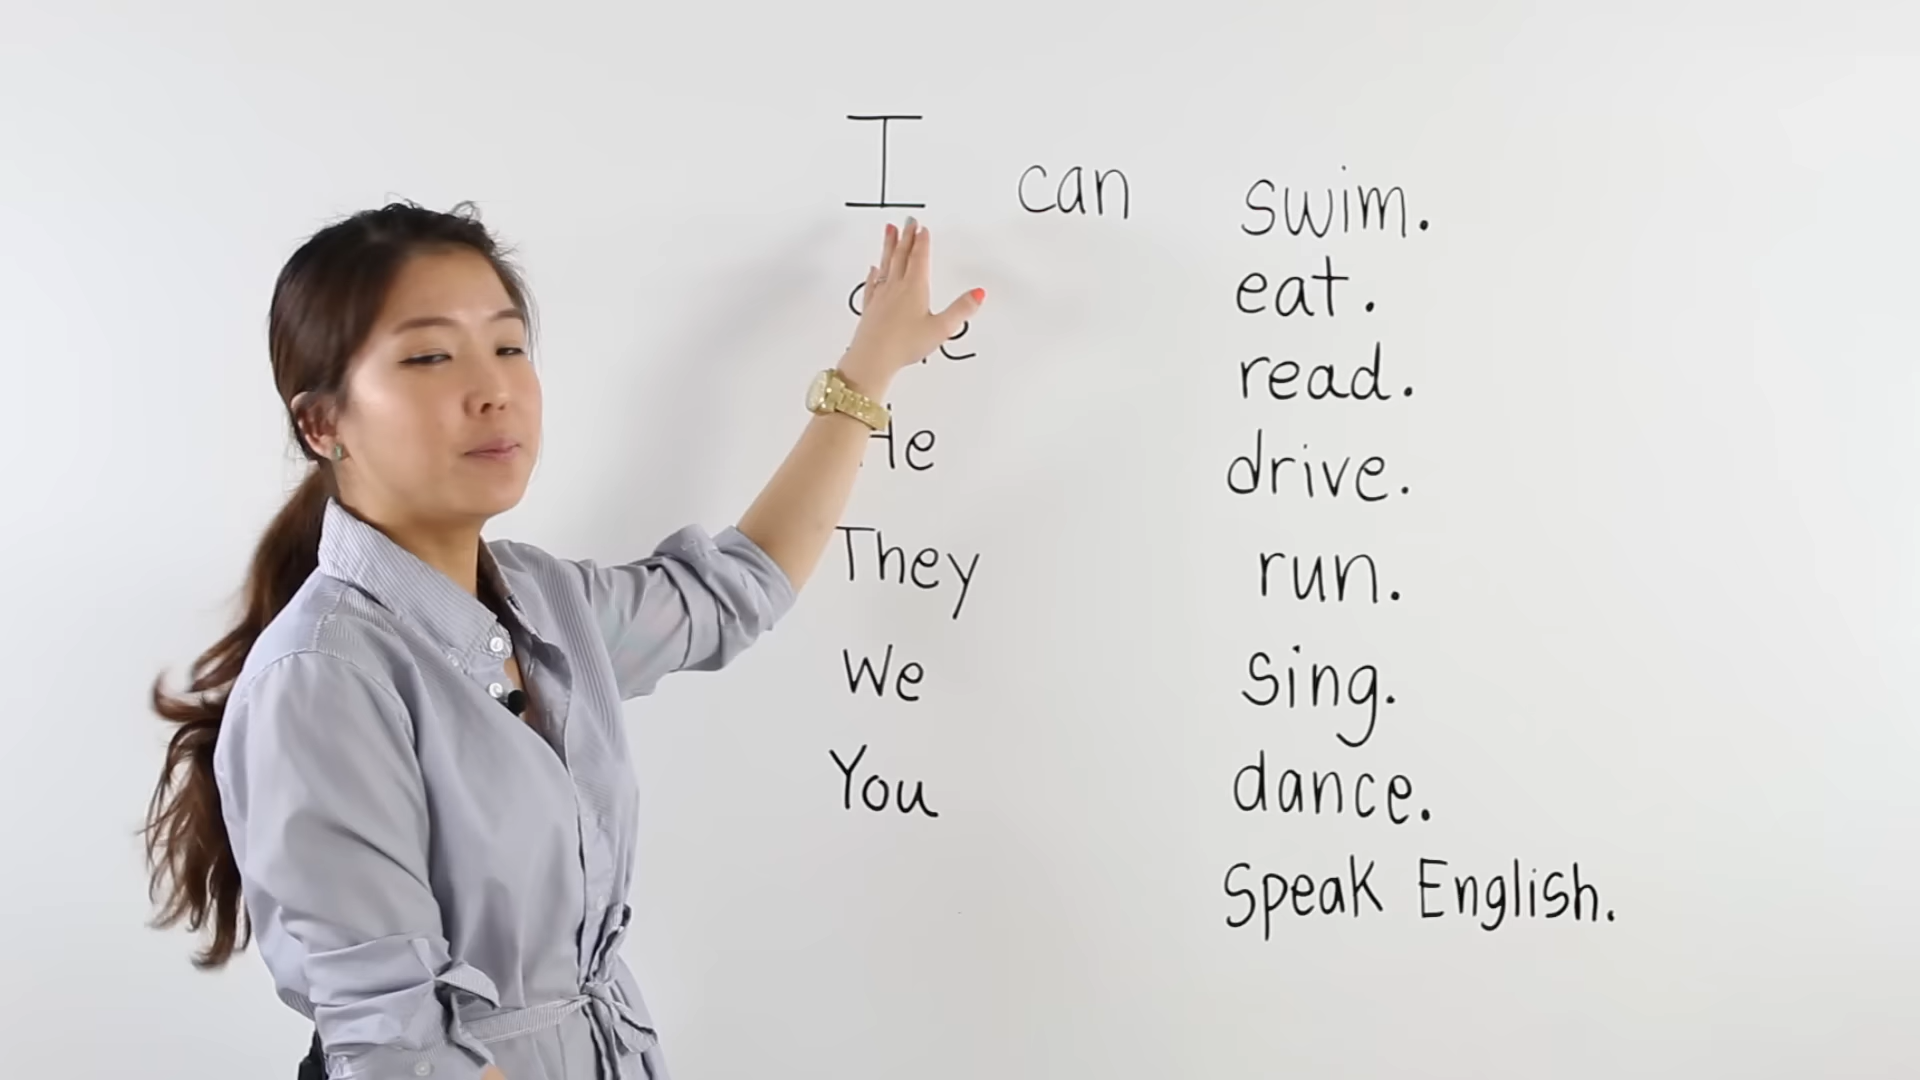 I can swim.
eat.
read.
He drive.
They run.
We sing.
You dance.
Speak English.